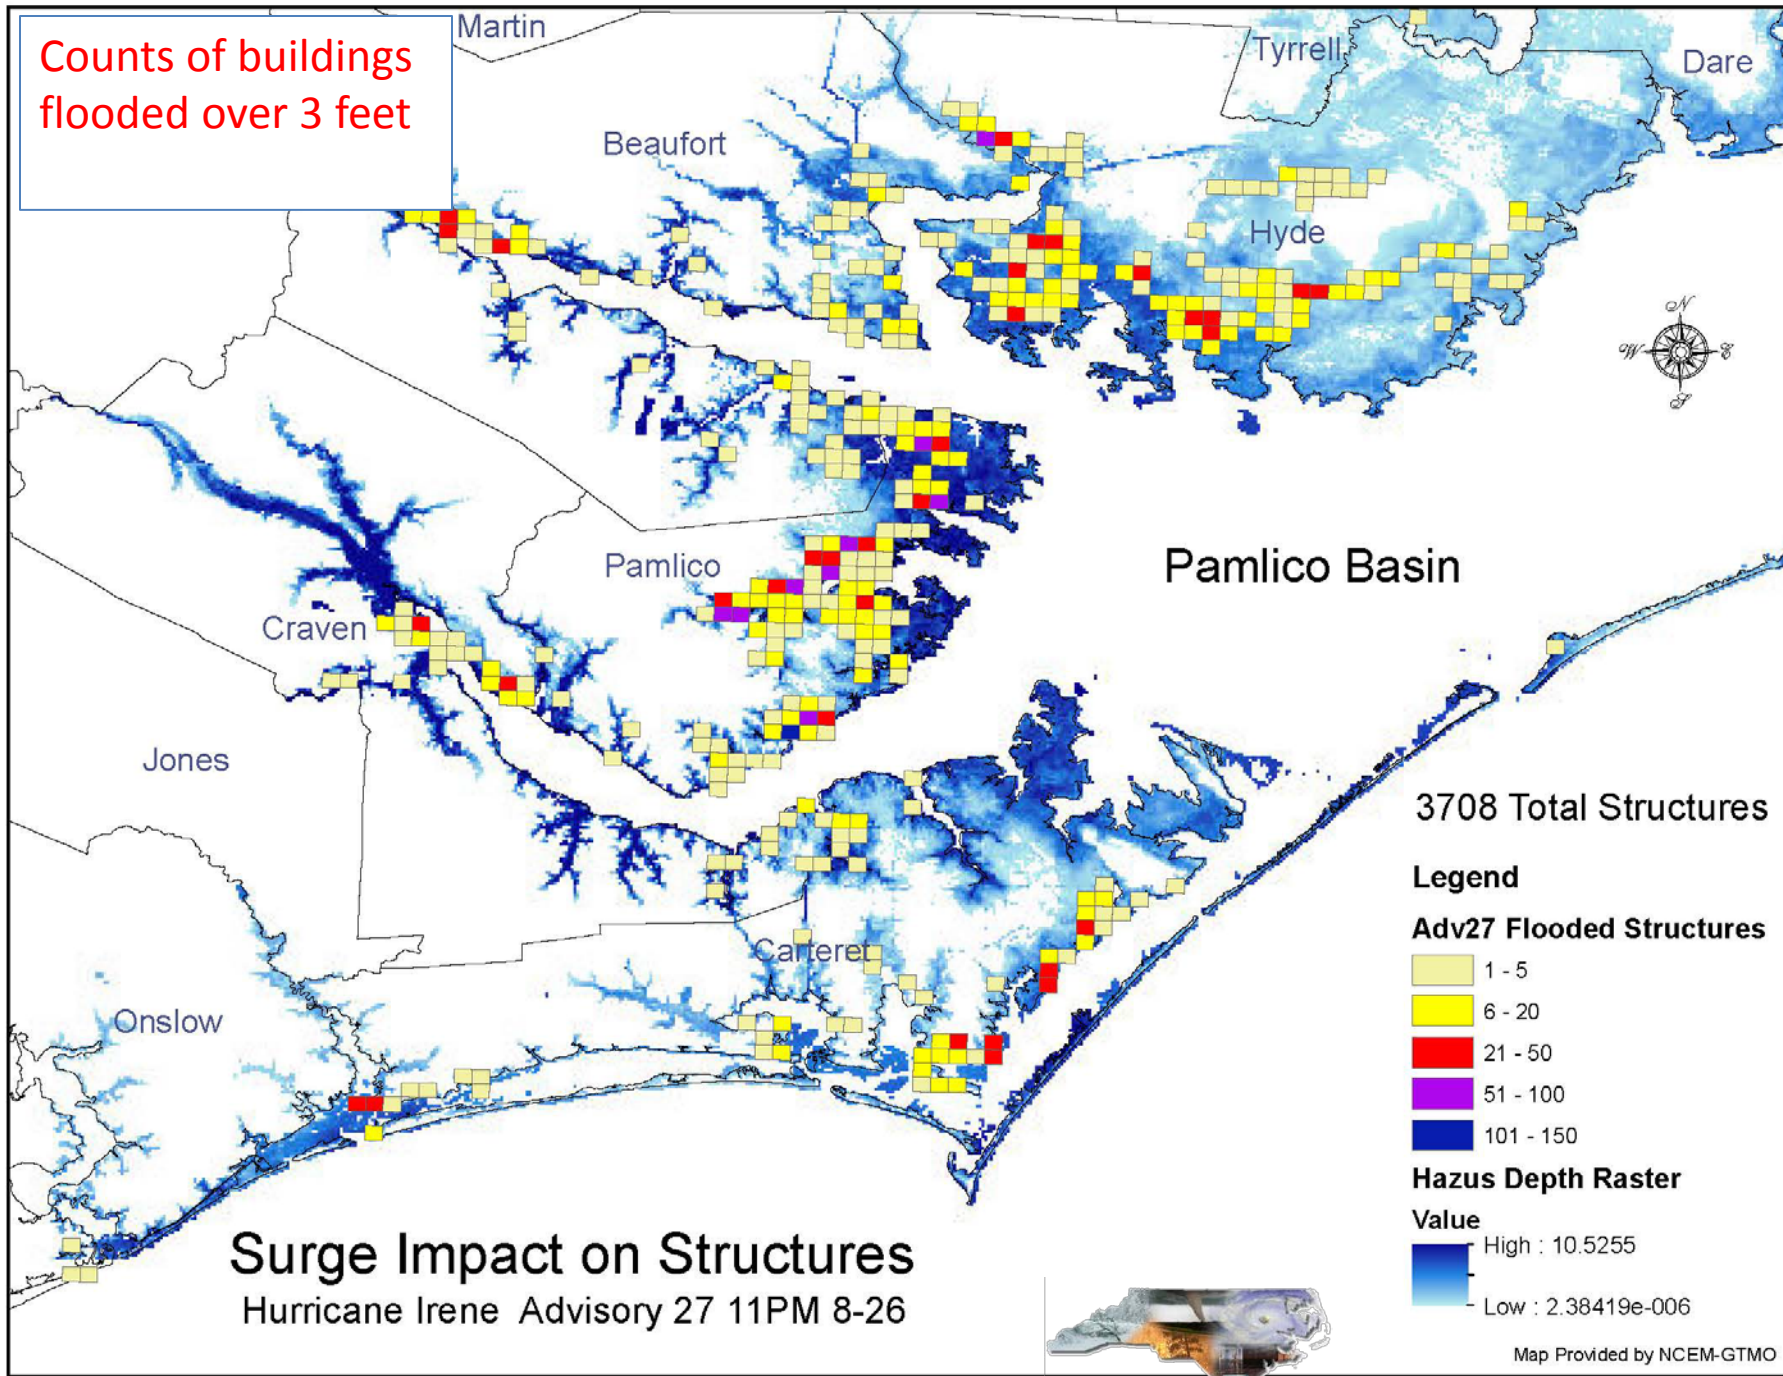 Counts of buildings
flooded over 3 feet
Martin
Tyrrell
Dare
Beaufort
Hyde
N
W
E
S
Pamlico
Pamlico Basin
Craven
Jones
3708 Total Structures
Legend
Adv27 Flooded Structures
1 - 5
6 - 20
21 - 50
51 - 100
101 - 150
Hazus Depth Raster
Value
High : 10.5255
Low : 2.38419e-006
Carteret
Onslow
Surge Impact on Structures
Hurricane Irene Advisory 27 11PM 8-26
Map Provided by NCEM-GTMO